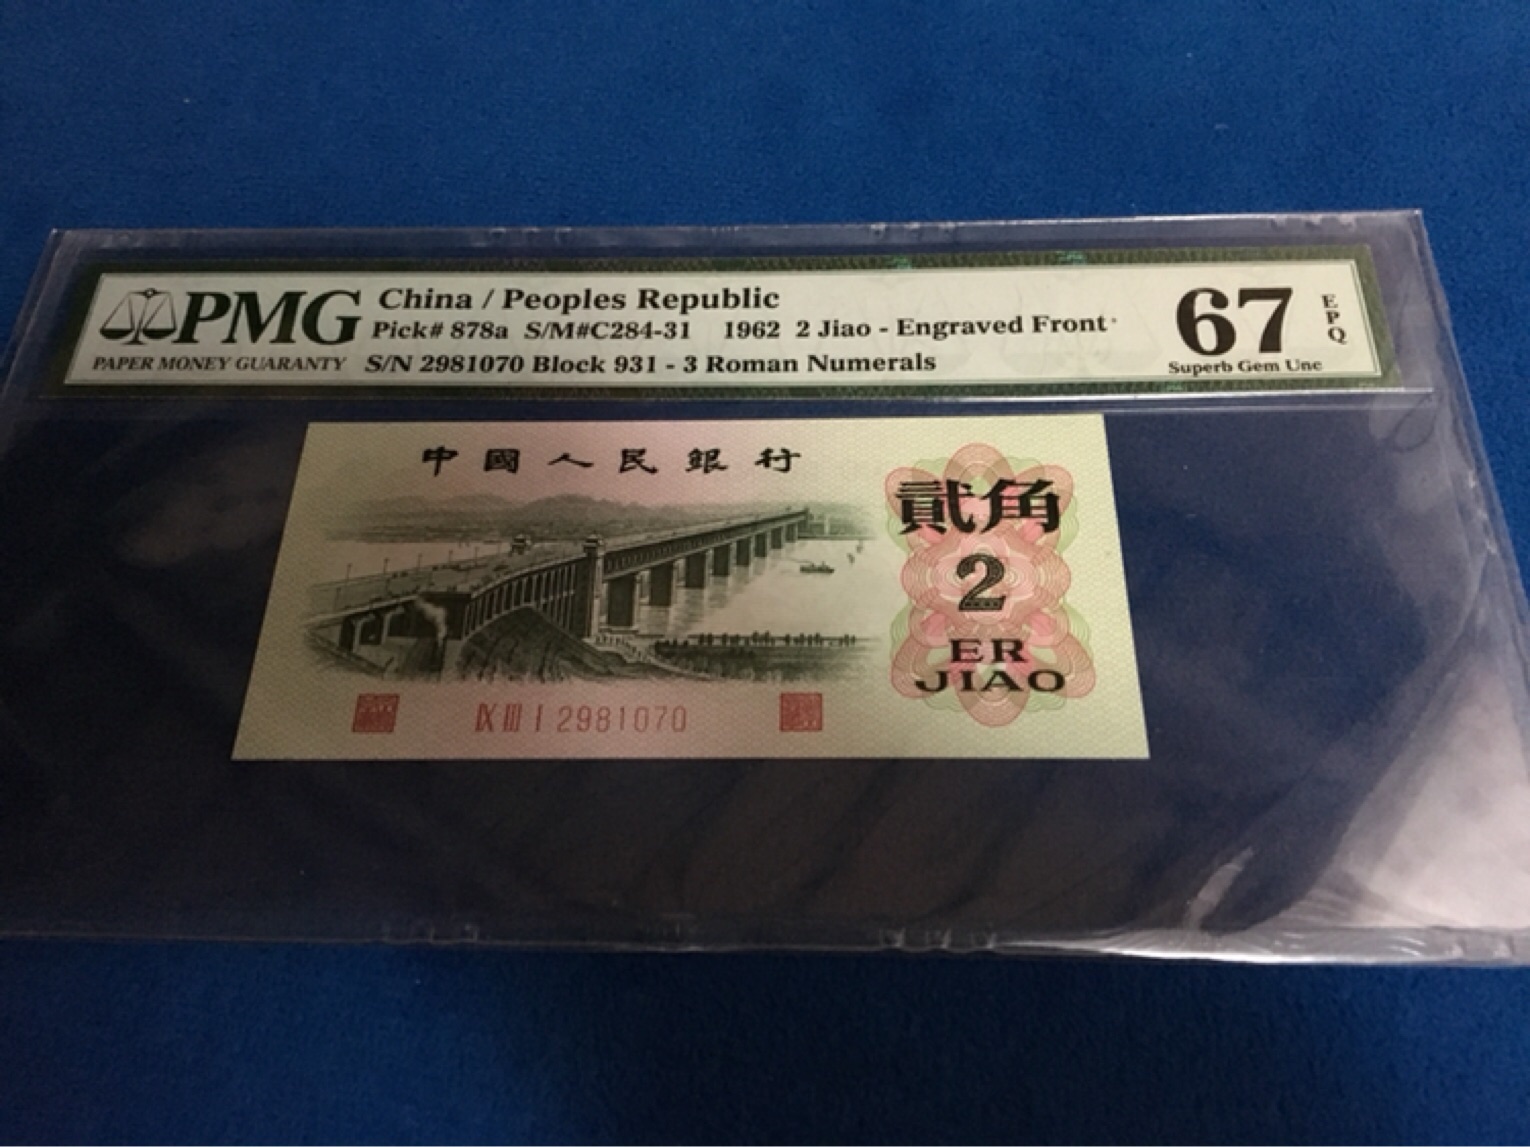 PMG
PAPER MONEY GUARANTY
China / Peoples Republic
Pick# 878a S/M#C284-31 1962 2 Jiao - Engraved Front
S/N 2981070 Block 931 - 3 Roman Numerals
67
EPQ
Superb Gem Unc
中國人民銀行
貳角
2
ER
JIAO
IX III I 2981070